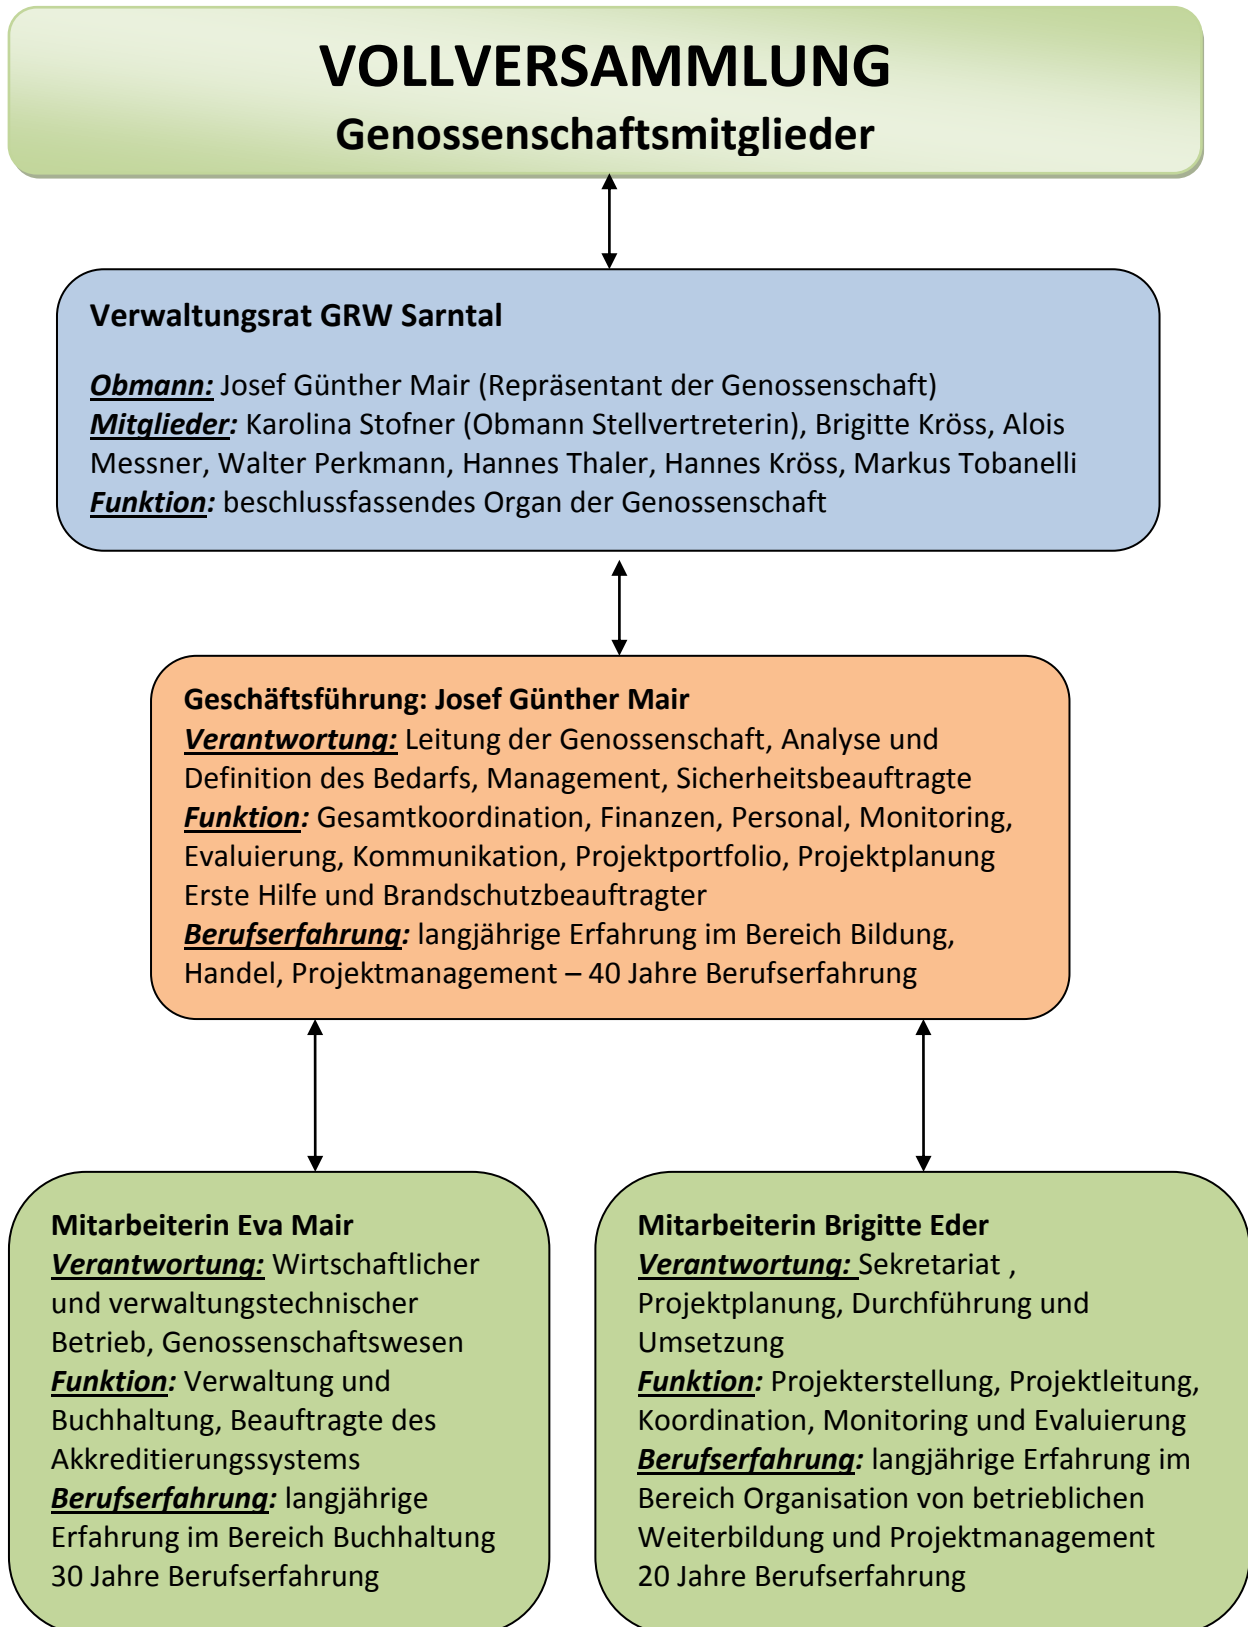 VOLLVERSAMMLUNG
Genossenschaftsmitglieder
Verwaltungsrat GRW Sarntal
Obmann: Josef Günther Mair (Repräsentant der Genossenschaft)
Mitglieder: Karolina Stofner (Obmann Stellvertreterin), Brigitte Kröss, Alois
Messner, Walter Perkmann, Hannes Thaler, Hannes Kröss, Markus Tobanelli
Funktion: beschlussfassendes Organ der Genossenschaft
Geschäftsführung: Josef Günther Mair
Verantwortung: Leitung der Genossenschaft, Analyse und
Definition des Bedarfs, Management, Sicherheitsbeauftragte
Funktion: Gesamtkoordination, Finanzen, Personal, Monitoring,
Evaluierung, Kommunikation, Projektportfolio, Projektplanung
Erste Hilfe und Brandschutzbeauftragter
Berufserfahrung: langjährige Erfahrung im Bereich Bildung,
Handel, Projektmanagement – 40 Jahre Berufserfahrung
Mitarbeiterin Eva Mair
Verantwortung: Wirtschaftlicher
und verwaltungstechnischer
Betrieb, Genossenschaftswesen
Funktion: Verwaltung und
Buchhaltung, Beauftragte des
Akkreditierungssystems
Berufserfahrung: langjährige
Erfahrung im Bereich Buchhaltung
30 Jahre Berufserfahrung
Mitarbeiterin Brigitte Eder
Verantwortung: Sekretariat ,
Projektplanung, Durchführung und
Umsetzung
Funktion: Projekterstellung, Projektleitung,
Koordination, Monitoring und Evaluierung
Berufserfahrung: langjährige Erfahrung im
Bereich Organisation von betrieblichen
Weiterbildung und Projektmanagement
20 Jahre Berufserfahrung